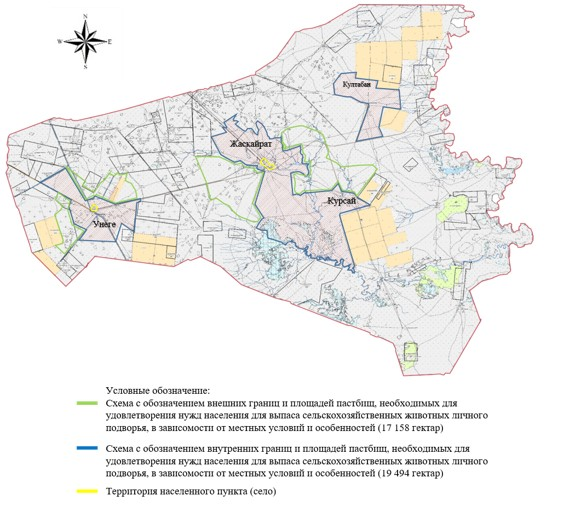 N
W
E
N
Култабан
Жаскайрат
Курсай
Унеге
Условные обозначение:
Схема с обозначением внешних границ и площадей пастбищ, необходимых для
удовлетворения нужд населения для выпаса сельскохозяйственных животных личного
подворья, в зависимости от местных условий и особенностей (17 158 гектар)
Схема с обозначением внутренних границ и площадей пастбищ, необходимых для
удовлетворения нужд населения для выпаса сельскохозяйственных животных личного
подворья, в зависимости от местных условий и особенностей (19 494 гектар)
Территория населенного пункта (село)